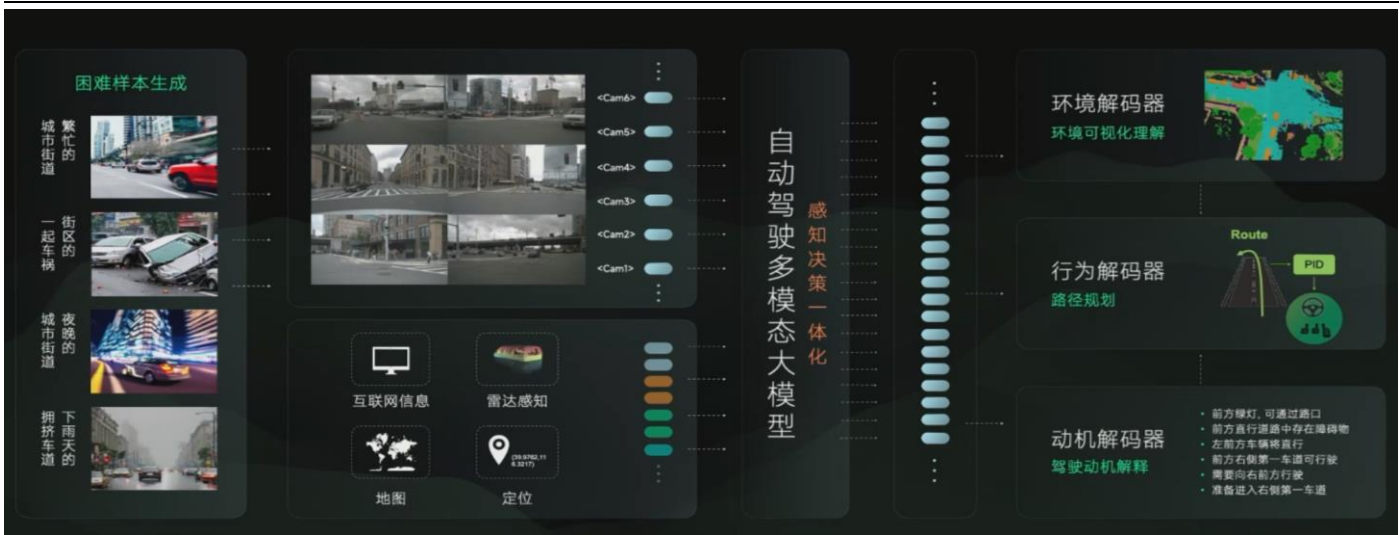 困难样本生成
繁忙的
城市街道
街区的
一起车祸
夜晚的
城市街道
下雨天的
拥挤车道
<Cam6>
<Cam5>
<Cam4>
<Cam3>
<Cam2>
<Cam1>
互联网信息
雷达感知
(39.9762,11
6.3217)
地图
定位
自动驾驶多模态大模型
感知决策一体化
环境解码器
环境可视化理解
行为解码器
路径规划
Route
PID
动机解码器
驾驶动机解释
• 前方绿灯, 可通过路口
• 前方直行道路中存在障碍物
• 左前方车辆将直行
• 前方右侧第一车道可行驶
• 需要向右前方行驶
• 准备进入右侧第一车道